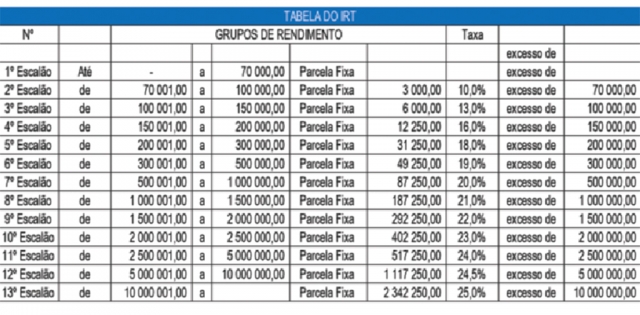 TABELA DO IRT
Nº GRUPOS DE RENDIMENTO Taxa
excesso de
1º Escalão Até - a 70 000,00 Parcela Fixa excesso de
2º Escalão de 70 001,00 a 100 000,00 Parcela Fixa 3 000,00 10,0% excesso de 70 000,00
3º Escalão de 100 001,00 a 150 000,00 Parcela Fixa 6 000,00 13,0% excesso de 100 000,00
4º Escalão de 150 001,00 a 200 000,00 Parcela Fixa 12 250,00 16,0% excesso de 150 000,00
5º Escalão de 200 001,00 a 300 000,00 Parcela Fixa 31 250,00 18,0% excesso de 200 000,00
6º Escalão de 300 001,00 a 500 000,00 Parcela Fixa 49 250,00 19,0% excesso de 300 000,00
7º Escalão de 500 001,00 a 1 000 000,00 Parcela Fixa 87 250,00 20,0% excesso de 500 000,00
8º Escalão de 1 000 001,00 a 1 500 000,00 Parcela Fixa 187 250,00 21,0% excesso de 1 000 000,00
9º Escalão de 1 500 001,00 a 2 000 000,00 Parcela Fixa 292 250,00 22,0% excesso de 1 500 000,00
10º Escalão de 2 000 001,00 a 2 500 000,00 Parcela Fixa 402 250,00 23,0% excesso de 2 000 000,00
11º Escalão de 2 500 001,00 a 5 000 000,00 Parcela Fixa 517 250,00 24,0% excesso de 2 500 000,00
12º Escalão de 5 000 001,00 a 10 000 000,00 Parcela Fixa 1 117 250,00 24,5% excesso de 5 000 000,00
13º Escalão de 10 000 001,00 a Parcela Fixa 2 342 250,00 25,0% excesso de 10 000 000,00